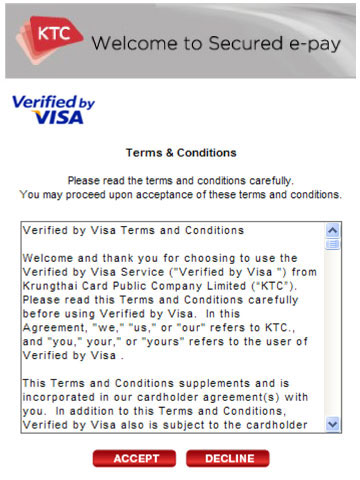 KTC
Welcome to Secured e-pay
Verified by
VISA
Terms & Conditions
Please read the terms and conditions carefully.
You may proceed upon acceptance of these terms and conditions.
Verified by Visa Terms and Conditions
Welcome and thank you for choosing to use the
Verified by Visa Service ("Verified by Visa ") from
Krungthai Card Public Company Limited ("KTC").
Please read this Terms and Conditions carefully
before using Verified by Visa. In this
Agreement, "we," "us," or "our" refers to KTC.,
and "you," your," or "yours" refers to the user of
Verified by Visa .
This Terms and Conditions supplements and is
incorporated in our cardholder agreement(s) with
you. In addition to this Terms and Conditions,
Verified by Visa also is subject to the cardholder
ACCEPT DECLINE